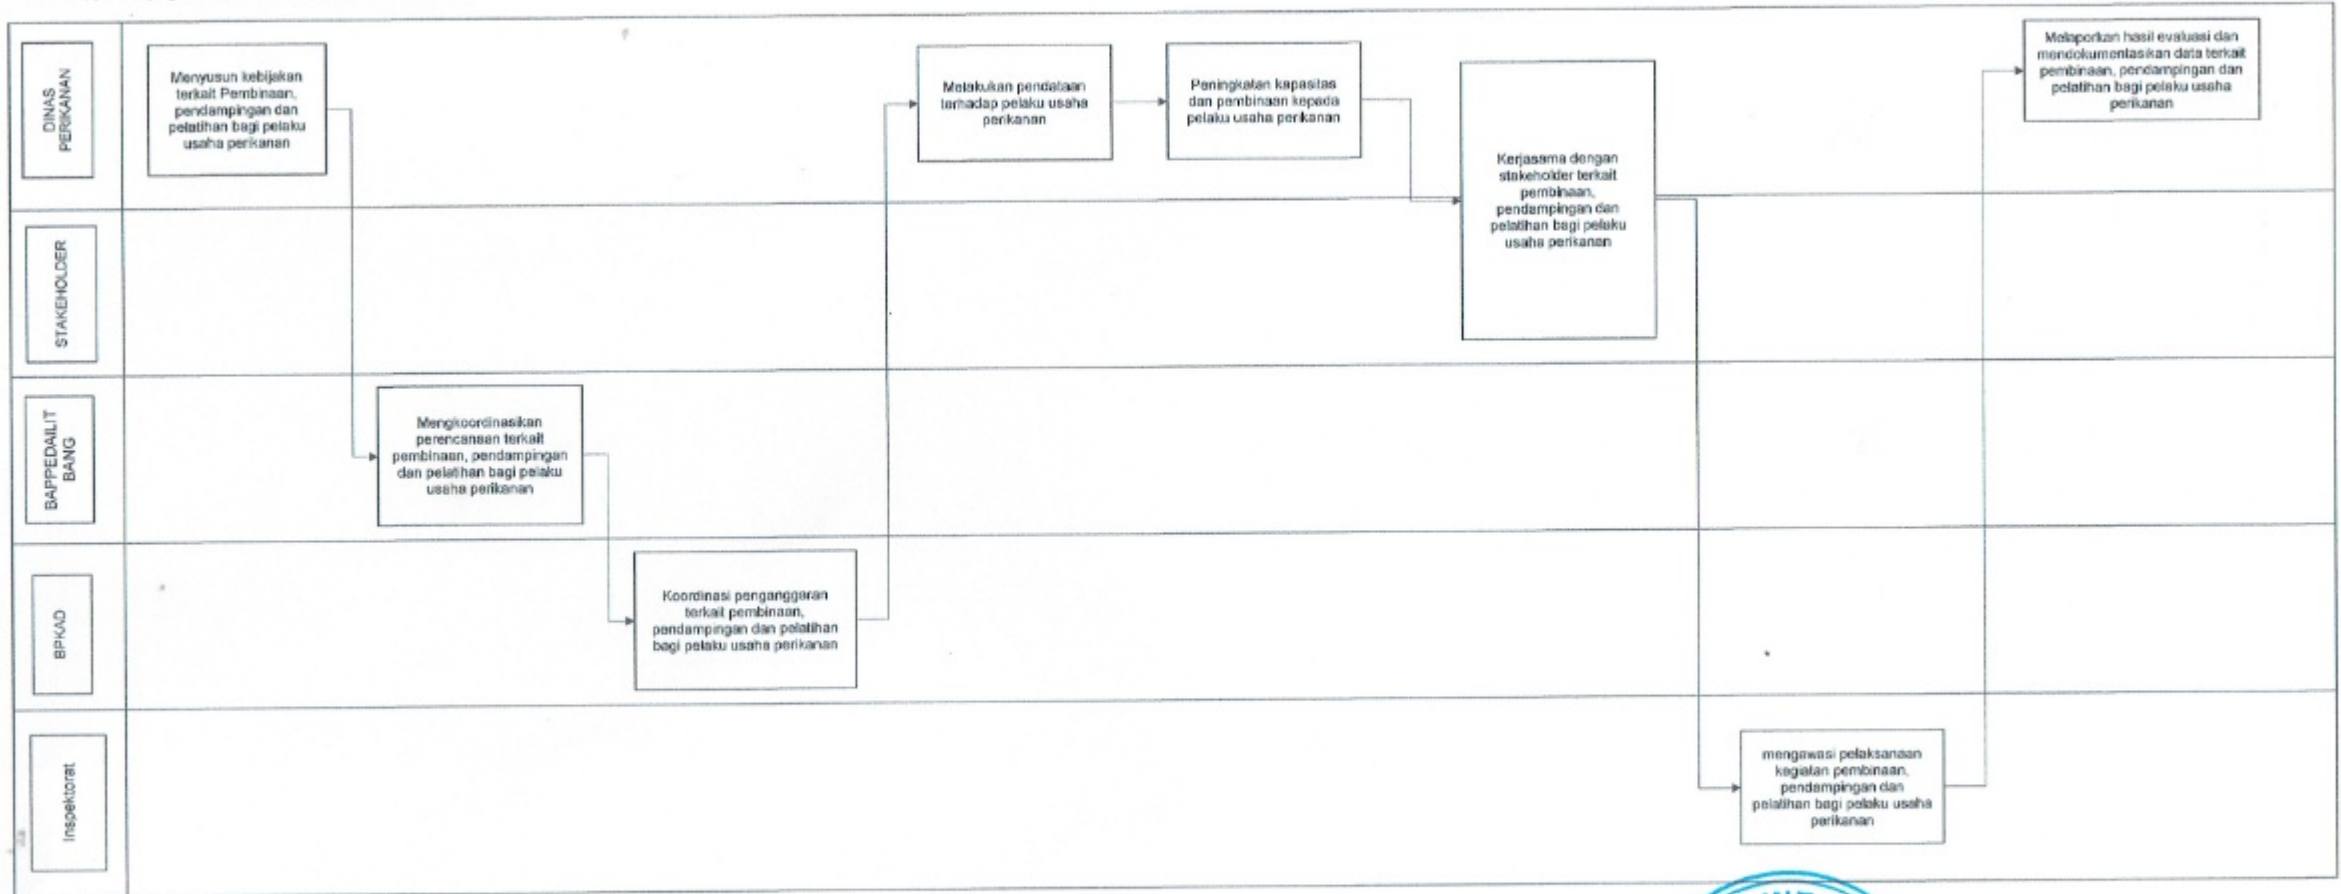 DINAS
PERIKANAN
Menyusun kebijakan
terkait Pembinaan,
pendampingan dan
pelatihan bagi pelaku
usaha perikanan
Melakukan pendataan
terhadap pelaku usaha
perikanan
Peningkatan kapasitas
dan pembinaan kepada
pelaku usaha perikanan
Kerjasama dengan
stakeholder terkait
pembinaan,
pendampingan dan
pelatihan bagi pelaku
usaha perikanan
Melaporkan hasil evaluasi dan
mendokumentasikan data terkait
pembinaan, pendampingan dan
pelatihan bagi pelaku usaha
perikanan
STAKEHOLDER
BAPPEDAILIT
BANG
Mengkoordinasikan
perencanaan terkait
pembinaan, pendampingan
dan pelatihan bagi pelaku
usaha perikanan
BPKAD
Koordinasi penganggaran
terkait pembinaan,
pendampingan dan pelatihan
bagi pelaku usaha perikanan
Inspektorat
mengawasi pelaksanaan
kegiatan pembinaan,
pendampingan dan
pelatihan bagi pelaku usaha
perikanan